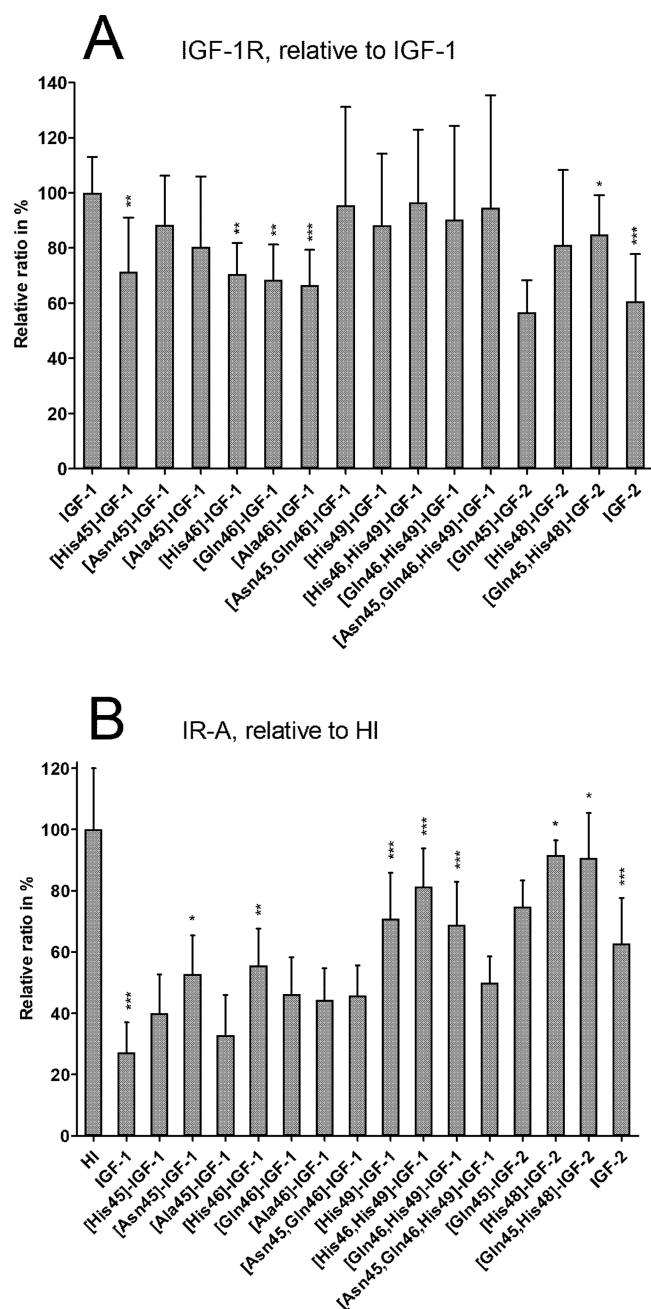 A
IGF-1R, relative to IGF-1
Relative ratio in %
140
120
100
80
60
40
20
0
**
**
**
***
*
***
IGF-1
[His45]-IGF-1
[Asn45]-IGF-1
[Ala45]-IGF-1
[His46]-IGF-1
[Gln46]-IGF-1
[Ala46]-IGF-1
[Asn45,Gln46]-IGF-1
[His49]-IGF-1
[His46,His49]-IGF-1
[Gln46,His49]-IGF-1
[Asn45,Gln46,His49]-IGF-1
[Gln45]-IGF-2
[His48]-IGF-2
[Gln45,His48]-IGF-2
IGF-2
B
IR-A, relative to HI
Relative ratio in %
120
100
80
60
40
20
0
***
*
**
***
***
***
*
*
***
HI
IGF-1
[His45]-IGF-1
[Asn45]-IGF-1
[Ala45]-IGF-1
[His46]-IGF-1
[Gln46]-IGF-1
[Ala46]-IGF-1
[Asn45,Gln46]-IGF-1
[His49]-IGF-1
[His46,His49]-IGF-1
[Gln46,His49]-IGF-1
[Asn45,Gln46,His49]-IGF-1
[Gln45]-IGF-2
[His48]-IGF-2
[Gln45,His48]-IGF-2
IGF-2